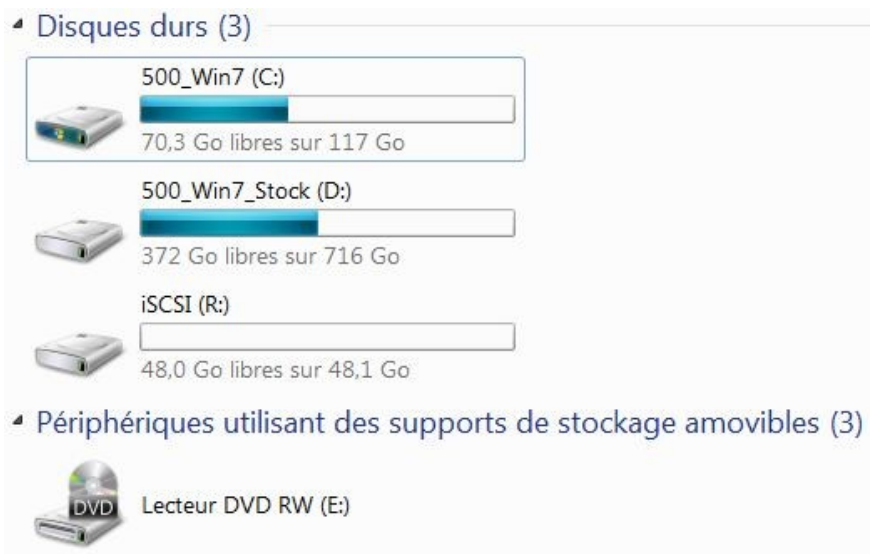 Disques durs (3)
500_Win7 (C:)
70,3 Go libres sur 117 Go
500_Win7_Stock (D:)
372 Go libres sur 716 Go
iSCSI (R:)
48,0 Go libres sur 48,1 Go
Périphériques utilisant des supports de stockage amovibles (3)
DVD
Lecteur DVD RW (E:)